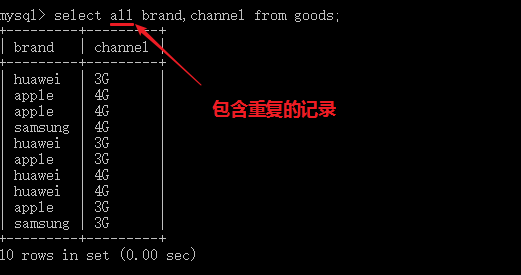 mysql> select all brand,channel from goods;
+---------+---------+
| brand | channel |
+---------+---------+
| huawei | 3G |
| apple | 4G |
| apple | 4G |
| samsung | 4G |
| huawei | 3G |
| apple | 3G |
| huawei | 4G |
| huawei | 4G |
| apple | 3G |
| samsung | 3G |
+---------+---------+
10 rows in set (0.00 sec)
包含重复的记录